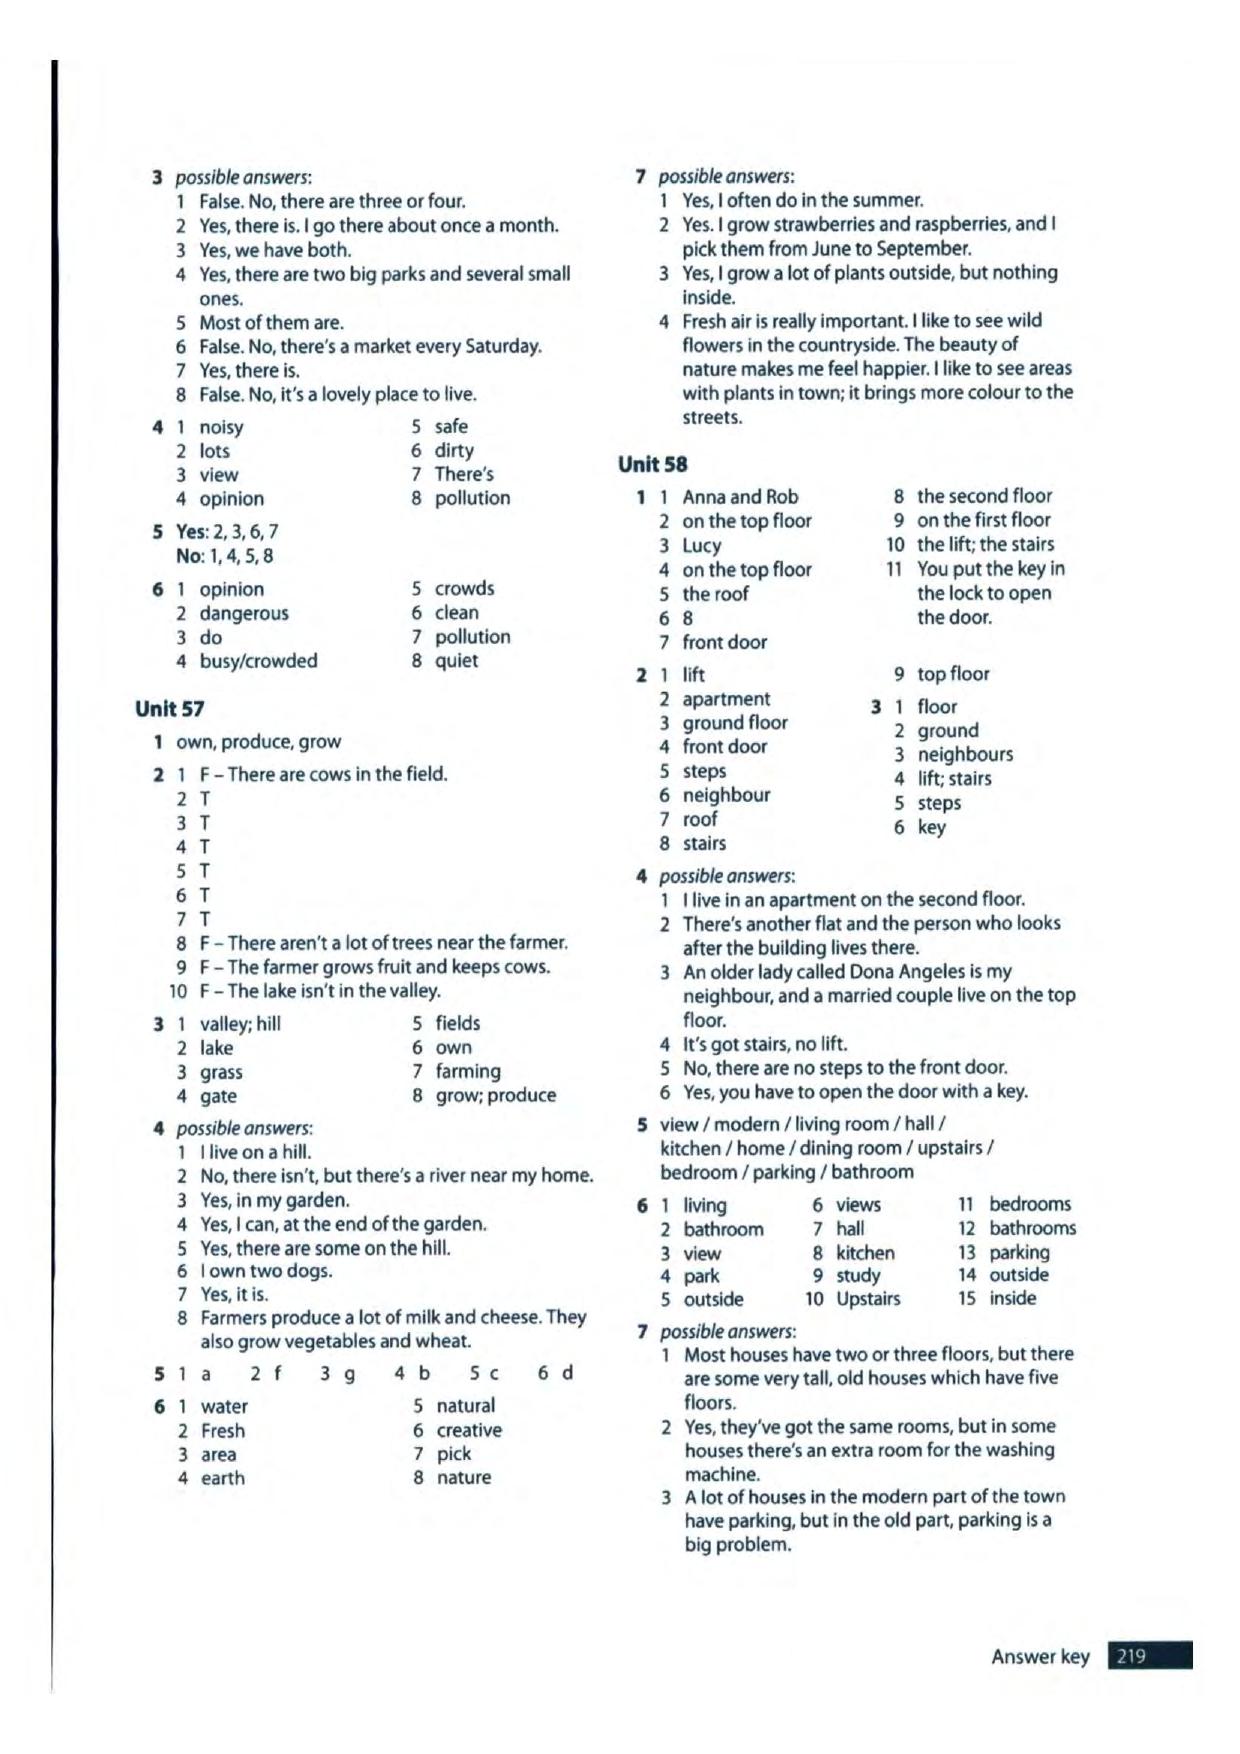 3 possible answers:
1 False. No, there are three or four.
2 Yes, there is. I go there about once a month.
3 Yes, we have both.
4 Yes, there are two big parks and several small
ones.
5 Most of them are.
6 False. No, there's a market every Saturday.
7 Yes, there is.
8 False. No, it's a lovely place to live.
4 1 noisy 5 safe
2 lots 6 dirty
3 view 7 There's
4 opinion 8 pollution
5 Yes: 2, 3, 6, 7
No: 1, 4, 5, 8
6 1 opinion 5 crowds
2 dangerous 6 clean
3 do 7 pollution
4 busy/crowded 8 quiet
Unit 57
1 own, produce, grow
2 1 F – There are cows in the field.
2 T
3 T
4 T
5 T
6 T
7 T
8 F – There aren't a lot of trees near the farmer.
9 F – The farmer grows fruit and keeps cows.
10 F – The lake isn't in the valley.
3 1 valley; hill 5 fields
2 lake 6 own
3 grass 7 farming
4 gate 8 grow; produce
4 possible answers:
1 I live on a hill.
2 No, there isn't, but there's a river near my home.
3 Yes, in my garden.
4 Yes, I can, at the end of the garden.
5 Yes, there are some on the hill.
6 I own two dogs.
7 Yes, it is.
8 Farmers produce a lot of milk and cheese. They
also grow vegetables and wheat.
5 1 a 2 f 3 g 4 b 5 c 6 d
6 1 water 5 natural
2 Fresh 6 creative
3 area 7 pick
4 earth 8 nature
7 possible answers:
1 Yes, I often do in the summer.
2 Yes. I grow strawberries and raspberries, and I
pick them from June to September.
3 Yes, I grow a lot of plants outside, but nothing
inside.
4 Fresh air is really important. I like to see wild
flowers in the countryside. The beauty of
nature makes me feel happier. I like to see areas
with plants in town; it brings more colour to the
streets.
Unit 58
1 1 Anna and Rob 8 the second floor
2 on the top floor 9 on the first floor
3 Lucy 10 the lift; the stairs
4 on the top floor 11 You put the key in
5 the roof the lock to open
6 8 the door.
7 front door
2 1 lift 9 top floor
2 apartment 3 1 floor
3 ground floor 2 ground
4 front door 3 neighbours
5 steps 4 lift; stairs
6 neighbour 5 steps
7 roof 6 key
8 stairs
4 possible answers:
1 I live in an apartment on the second floor.
2 There's another flat and the person who looks
after the building lives there.
3 An older lady called Dona Angeles is my
neighbour, and a married couple live on the top
floor.
4 It's got stairs, no lift.
5 No, there are no steps to the front door.
6 Yes, you have to open the door with a key.
5 view / modern / living room / hall /
kitchen / home / dining room / upstairs /
bedroom / parking / bathroom
6 1 living 6 views 11 bedrooms
2 bathroom 7 hall 12 bathrooms
3 view 8 kitchen 13 parking
4 park 9 study 14 outside
5 outside 10 Upstairs 15 inside
7 possible answers:
1 Most houses have two or three floors, but there
are some very tall, old houses which have five
floors.
2 Yes, they've got the same rooms, but in some
houses there's an extra room for the washing
machine.
3 A lot of houses in the modern part of the town
have parking, but in the old part, parking is a
big problem.
Answer key 219